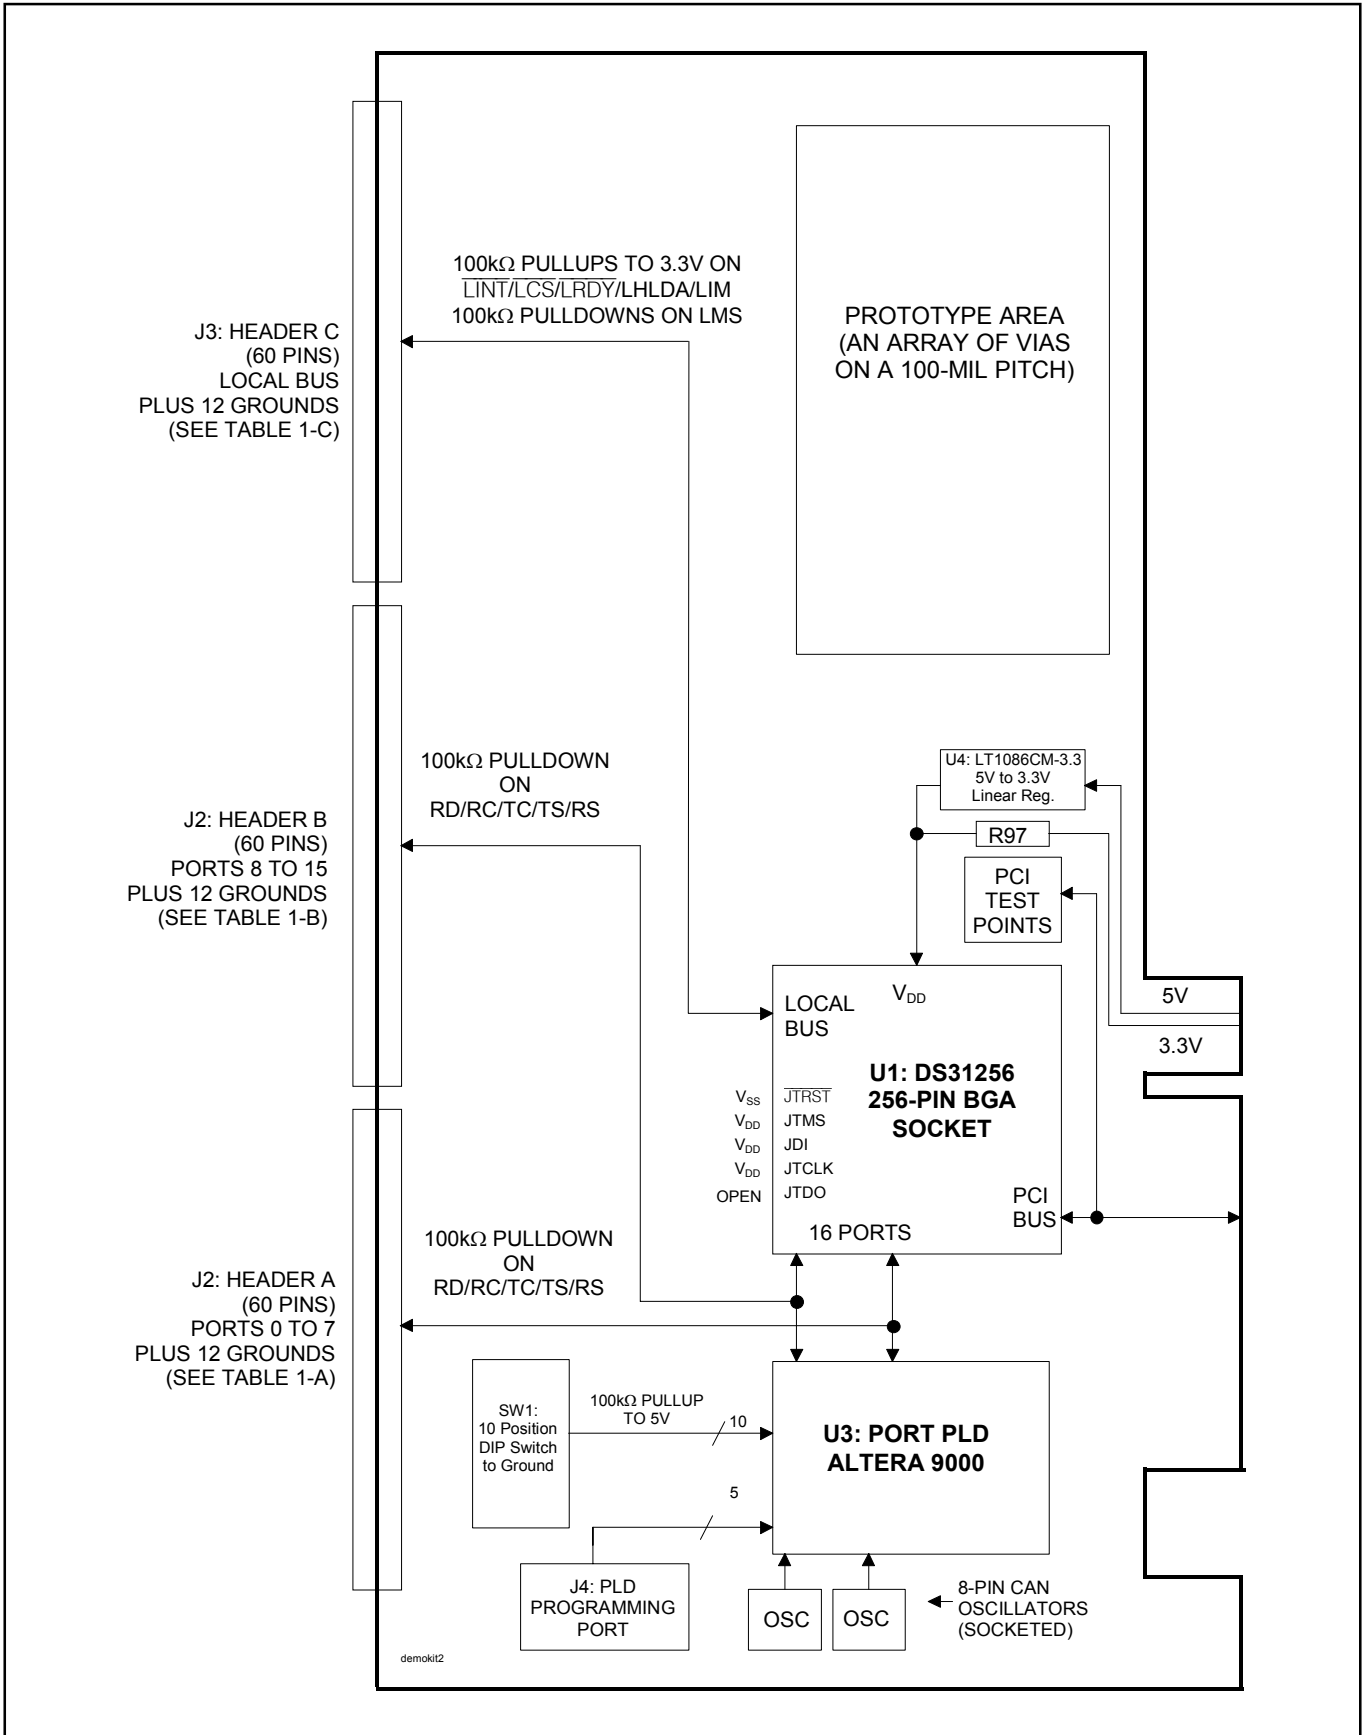 100kΩ PULLUPS TO 3.3V ON
LINT/LCS/LRDY/LHLDA/LIM
100kΩ PULLDOWNS ON LMS
J3: HEADER C
(60 PINS)
LOCAL BUS
PLUS 12 GROUNDS
(SEE TABLE 1-C)
PROTOTYPE AREA
(AN ARRAY OF VIAS
ON A 100-MIL PITCH)
100kΩ PULLDOWN
ON
RD/RC/TC/TS/RS
J2: HEADER B
(60 PINS)
PORTS 8 TO 15
PLUS 12 GROUNDS
(SEE TABLE 1-B)
U4: LT1086CM-3.3
5V to 3.3V
Linear Reg.
R97
PCI
TEST
POINTS
5V
3.3V
VDD
LOCAL
BUS
U1: DS31256
256-PIN BGA
SOCKET
VSS JTRST
VDD JTMS
VDD JDI
VDD JTCLK
OPEN JTDO
PCI
BUS
16 PORTS
100kΩ PULLDOWN
ON
RD/RC/TC/TS/RS
J2: HEADER A
(60 PINS)
PORTS 0 TO 7
PLUS 12 GROUNDS
(SEE TABLE 1-A)
SW1:
10 Position
DIP Switch
to Ground
100kΩ PULLUP
TO 5V
10
U3: PORT PLD
ALTERA 9000
5
J4: PLD
PROGRAMMING
PORT
OSC
OSC
8-PIN CAN
OSCILLATORS
(SOCKETED)
demokit2